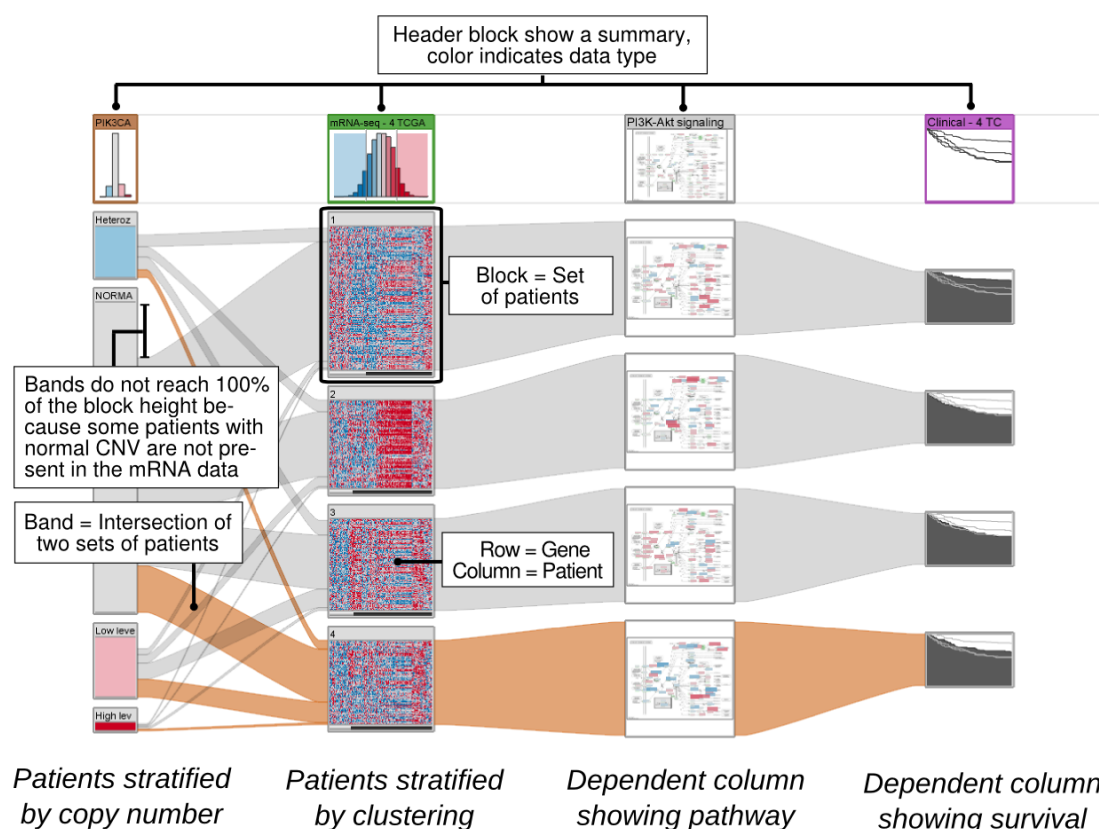 Header block show a summary,
color indicates data type
PIK3CA
mRNA-seq - 4 TCGA
PI3K-Akt signaling
Clinical - 4 TC
Heteroz
1
Block = Set
of patients
NORMA
Bands do not reach 100%
of the block height be-
cause some patients with
normal CNV are not pre-
sent in the mRNA data
2
Band = Intersection of
two sets of patients
3
Row = Gene
Column = Patient
Low leve
4
High lev
Patients stratified
by copy number
Patients stratified
by clustering
Dependent column
showing pathway
Dependent column
showing survival